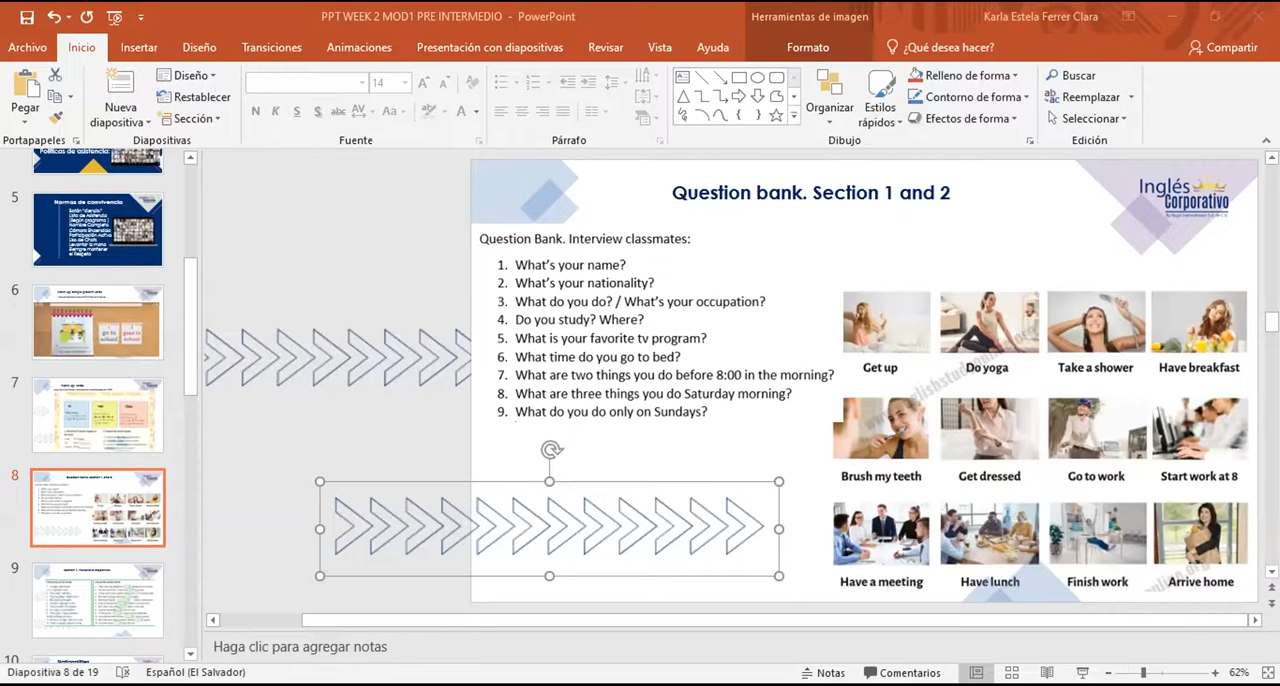 PPT WEEK 2 MOD1 PRE INTERMEDIO - PowerPoint
Herramientas de imagen
Karla Estela Ferrer Clara
Archivo Inicio Insertar Diseño Transiciones Animaciones Presentación con diapositivas Revisar Vista Ayuda Formato ¿Qué desea hacer? Compartir
Pegar
Nueva diapositiva
Diseño
Restablecer
Sección
14
N K S S abc AV Aa A
Organizar
Estilos rápidos
Relleno de forma
Contorno de forma
Efectos de forma
Buscar
Reemplazar
Seleccionar
Portapapeles Diapositivas Fuente Párrafo Dibujo Edición
Políticas de asistencia:
5
Normas de convivencia
6
7
8
9
10
Question bank. Section 1 and 2
Inglés
Corporativo
Question Bank. Interview classmates:
1. What's your name?
2. What's your nationality?
3. What do you do? / What's your occupation?
4. Do you study? Where?
5. What is your favorite tv program?
6. What time do you go to bed?
7. What are two things you do before 8:00 in the morning?
8. What are three things you do Saturday morning?
9. What do you do only on Sundays?
Get up Do yoga Take a shower Have breakfast
Brush my teeth Get dressed Go to work Start work at 8
Have a meeting Have lunch Finish work Arrive home
Haga clic para agregar notas
Diapositiva 8 de 19 Español (El Salvador) Notas Comentarios 62%